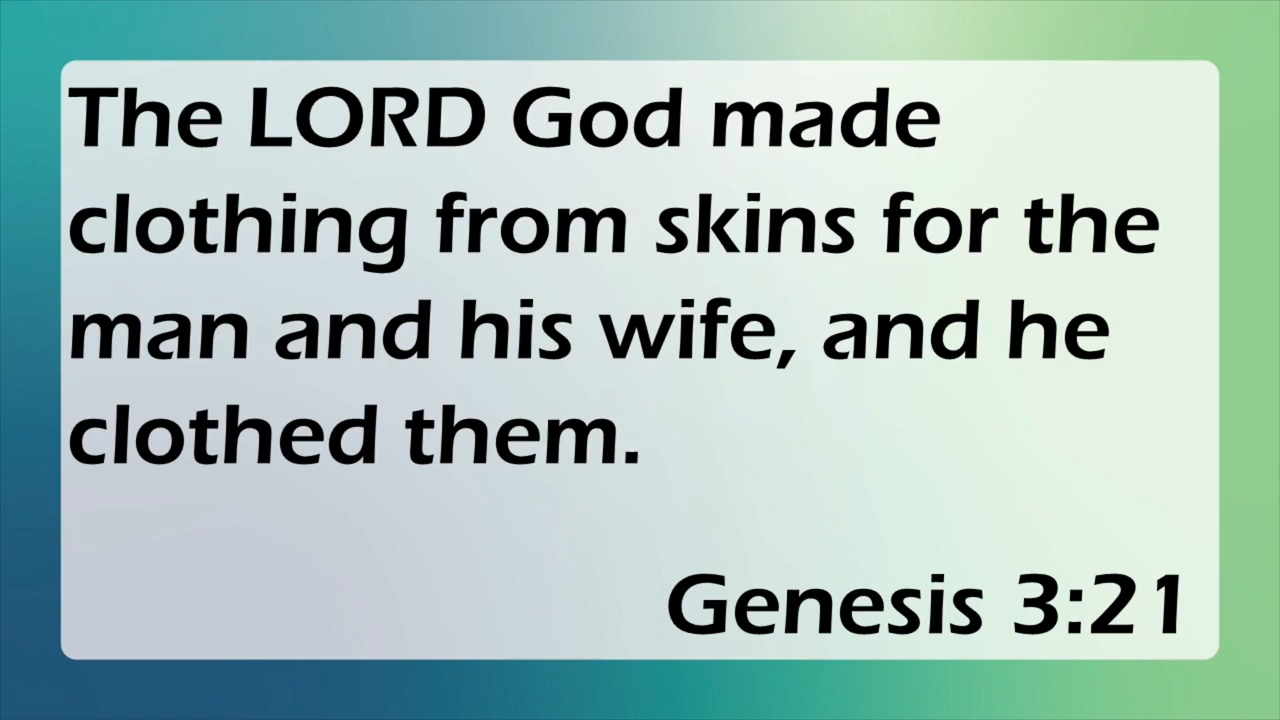 The LORD God made
clothing from skins for the
man and his wife, and he
clothed them.
Genesis 3:21